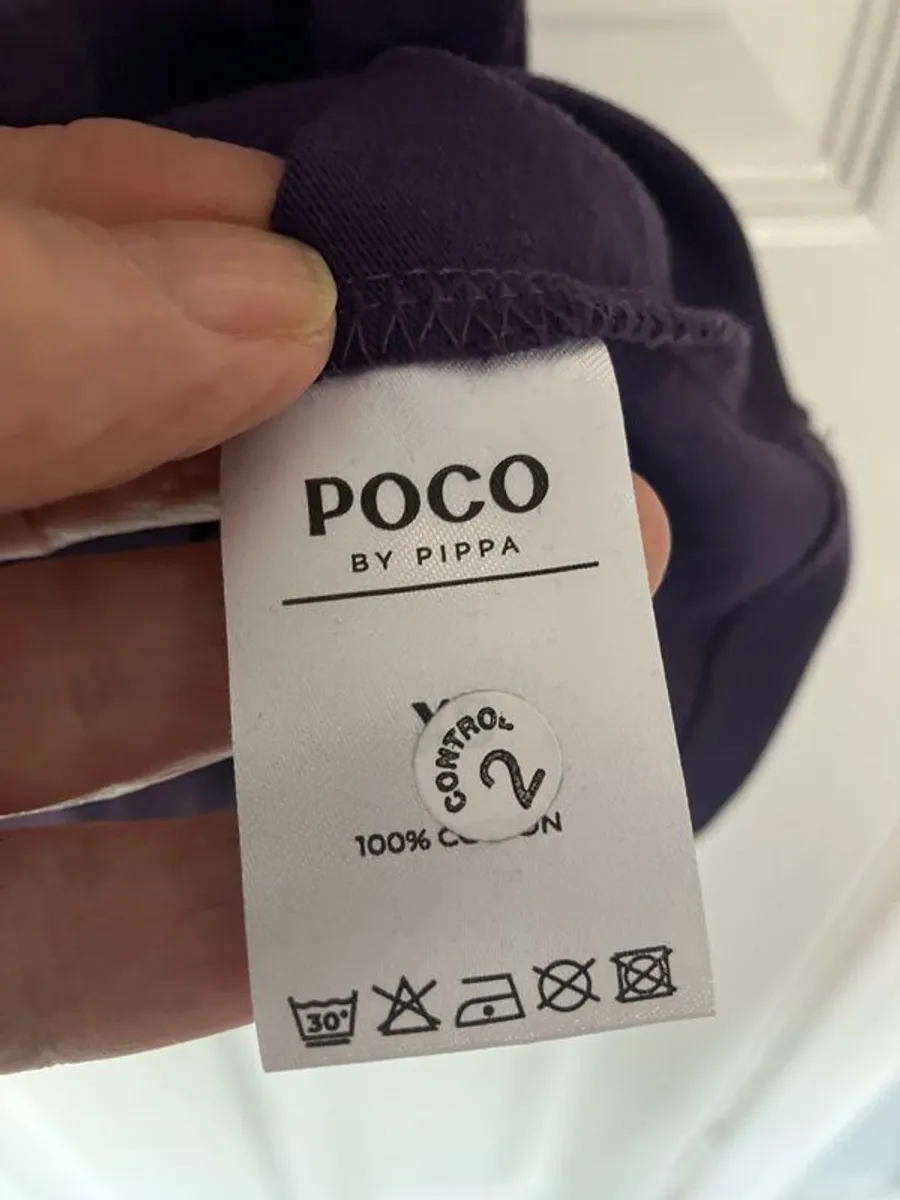 POCO
BY PIPPA
CONTROL
2
100%
30°